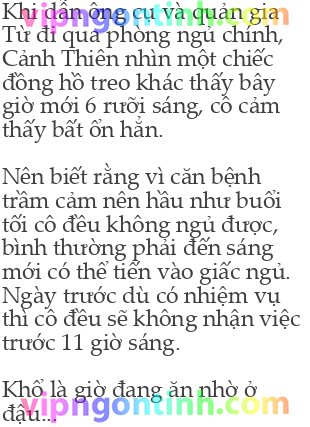 Khi dẫn ông cụ và quản gia
Từ đi qua phòng ngủ chính,
Cảnh Thiên nhìn một chiếc
đồng hồ treo khác thấy bây
giờ mới 6 rưỡi sáng, cô cảm
thấy bất ổn hẳn.
Nên biết rằng vì căn bệnh
trầm cảm nên hầu như buổi
tối cô đều không ngủ được,
bình thường phải đến sáng
mới có thể tiến vào giấc ngủ.
Ngày trước dù có nhiệm vụ
thì cô đều sẽ không nhận việc
trước 11 giờ sáng.
Khổ là giờ đang ăn nhờ ở
đậu...
vipngontinh.com
vipngontinh.com